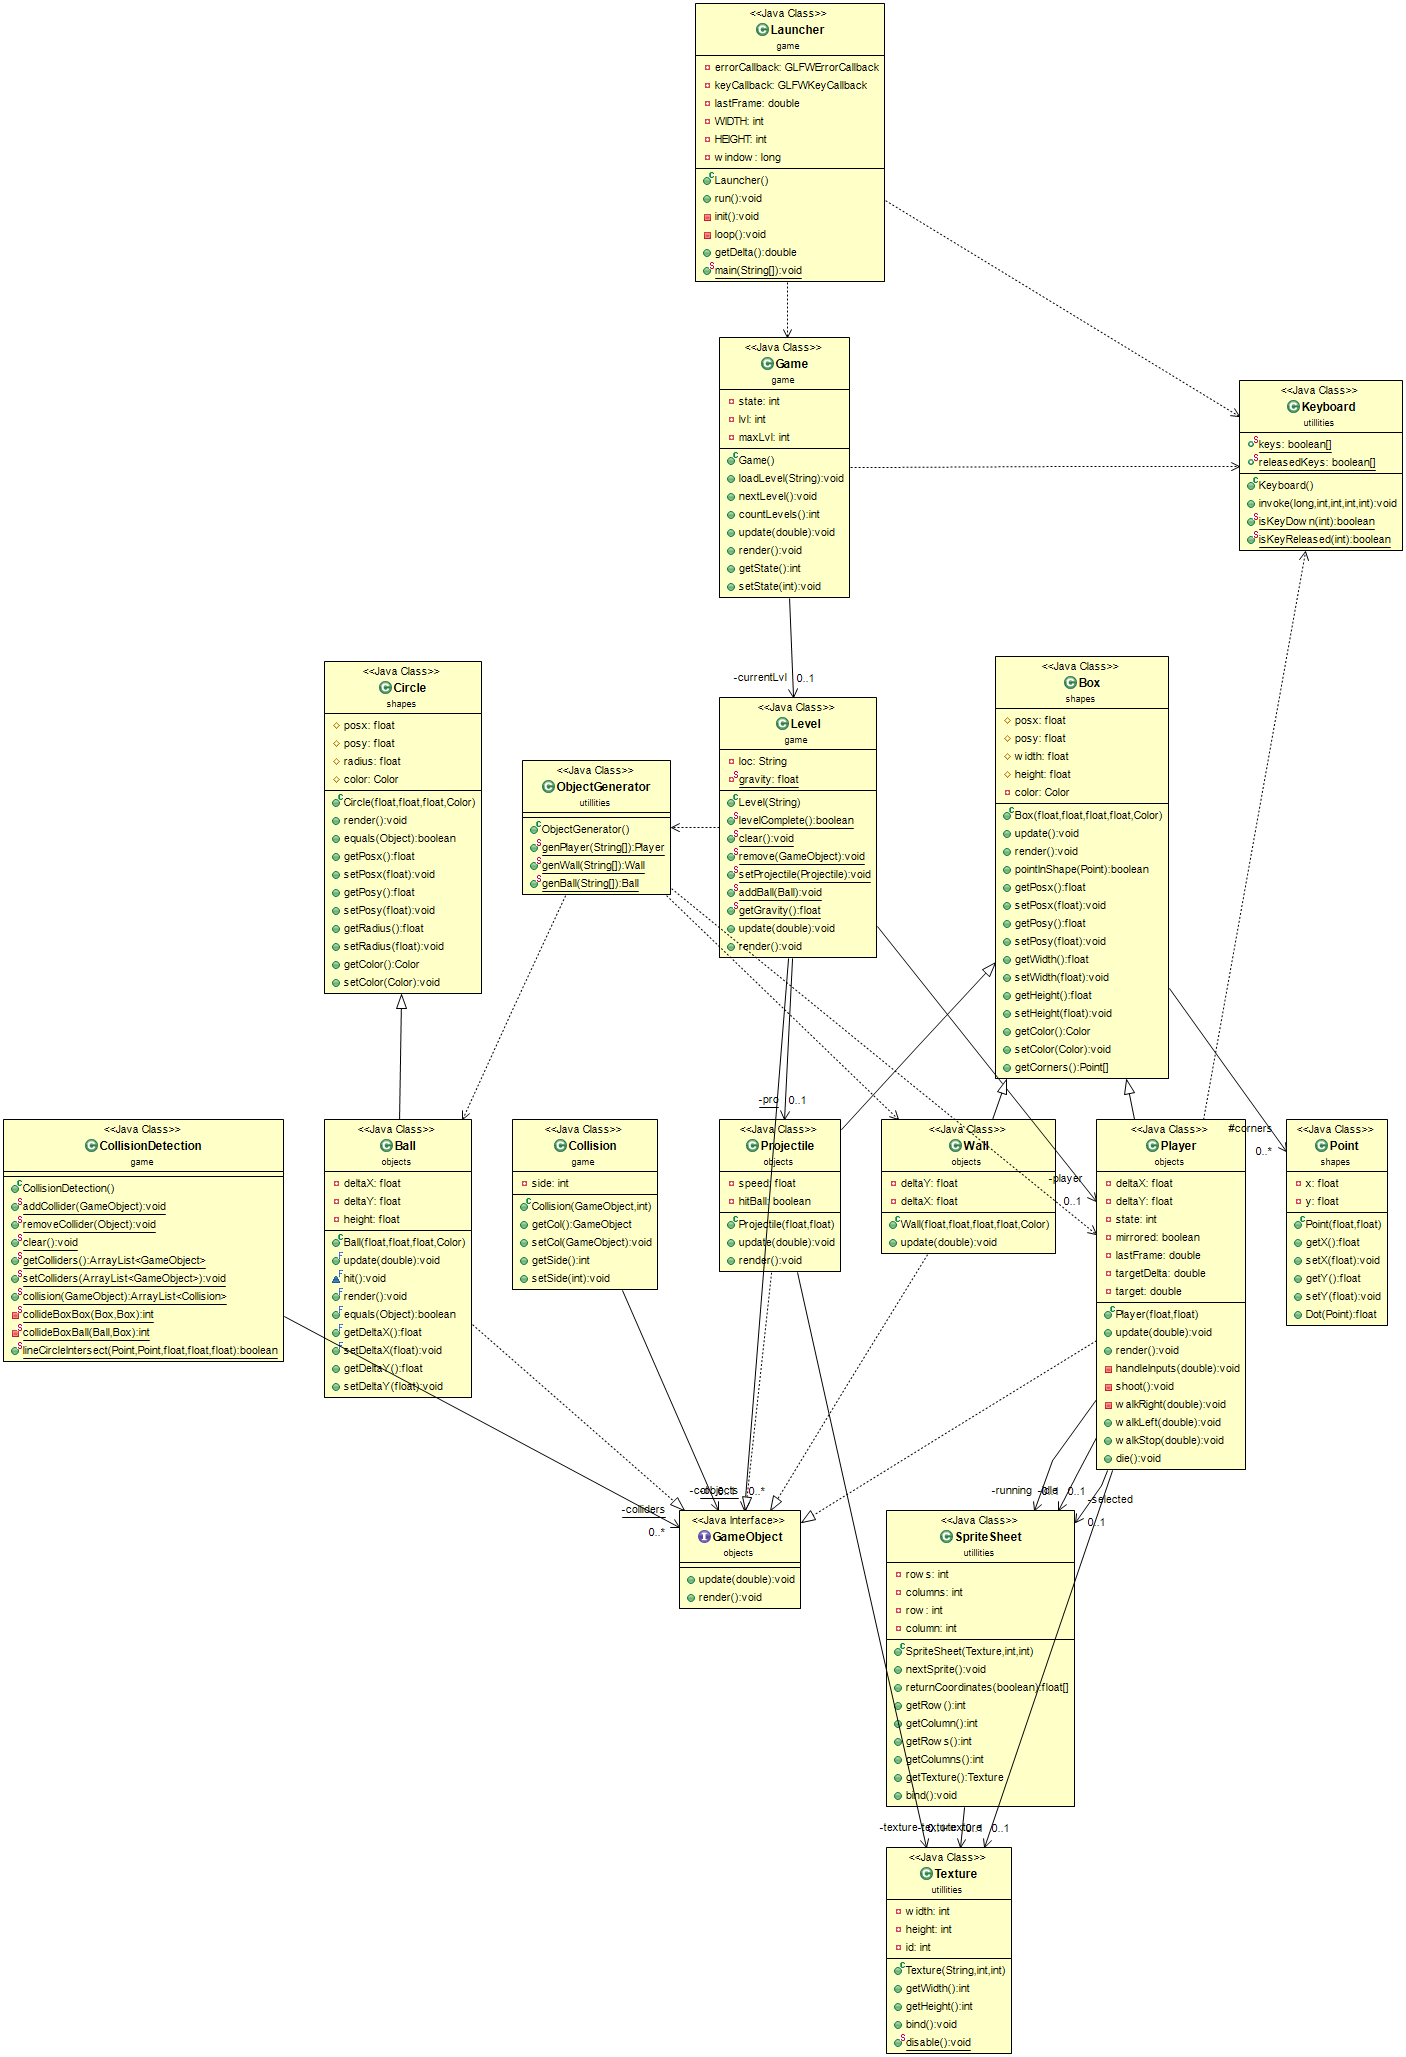 <<Java Class>>
Launcher
game
errorCallback: GLFWErrorCallback
keyCallback: GLFWKeyCallback
lastFrame: double
WIDTH: int
HEIGHT: int
window: long
Launcher()
run():void
init():void
loop():void
getDelta():double
main(String[]):void
<<Java Class>>
Game
game
state: int
lvl: int
maxLvl: int
Game()
loadLevel(String):void
nextLevel():void
countLevels():int
update(double):void
render():void
getState():int
setState(int):void
<<Java Class>>
Keyboard
utillities
keys: boolean[]
releasedKeys: boolean[]
Keyboard()
invoke(long,int,int,int,int):void
isKeyDown(int):boolean
isKeyReleased(int):boolean
-currentLvl 0..1
<<Java Class>>
Circle
shapes
posx: float
posy: float
radius: float
color: Color
Circle(float,float,float,Color)
render():void
equals(Object):boolean
getPosx():float
setPosx(float):void
getPosy():float
setPosy(float):void
getRadius():float
setRadius(float):void
getColor():Color
setColor(Color):void
<<Java Class>>
ObjectGenerator
utillities
ObjectGenerator()
genPlayer(String[]):Player
genWall(String[]):Wall
genBall(String[]):Ball
<<Java Class>>
Level
game
loc: String
gravity: float
Level(String)
levelComplete():boolean
clear():void
remove(GameObject):void
setProjectile(Projectile):void
addBall(Ball):void
getGravity():float
update(double):void
render():void
<<Java Class>>
Box
shapes
posx: float
posy: float
width: float
height: float
color: Color
Box(float,float,float,float,Color)
update():void
render():void
pointInShape(Point):boolean
getPosx():float
setPosx(float):void
getPosy():float
setPosy(float):void
getWidth():float
setWidth(float):void
getHeight():float
setHeight(float):void
getColor():Color
setColor(Color):void
getCorners():Point[]
-pro 0..1
-player
0..1
#corners
0..*
<<Java Class>>
CollisionDetection
game
CollisionDetection()
addCollider(GameObject):void
removeCollider(Object):void
clear():void
getColliders():ArrayList<GameObject>
setColliders(ArrayList<GameObject>):void
collision(GameObject):ArrayList<Collision>
collideBoxBox(Box,Box):int
collideBoxBall(Ball,Box):int
lineCircleIntersect(Point,Point,float,float,float):boolean
<<Java Class>>
Ball
objects
deltaX: float
deltaY: float
height: float
Ball(float,float,float,Color)
update(double):void
hit():void
render():void
equals(Object):boolean
getDeltaX():float
setDeltaX(float):void
getDeltaY():float
setDeltaY(float):void
<<Java Class>>
Collision
game
side: int
Collision(GameObject,int)
getCol():GameObject
setCol(GameObject):void
getSide():int
setSide(int):void
<<Java Class>>
Projectile
objects
speed: float
hitBall: boolean
Projectile(float,float)
update(double):void
render():void
<<Java Class>>
Wall
objects
deltaY: float
deltaX: float
Wall(float,float,float,float,Color)
update(double):void
<<Java Class>>
Player
objects
deltaX: float
deltaY: float
state: int
mirrored: boolean
lastFrame: double
targetDelta: double
target: double
Player(float,float)
update(double):void
render():void
handleInputs(double):void
shoot():void
walkRight(double):void
walkLeft(double):void
walkStop(double):void
die():void
<<Java Class>>
Point
shapes
x: float
y: float
Point(float,float)
getX():float
setX(float):void
getY():float
setY(float):void
Dot(Point):float
-colliders
0..*
0..*
-running
-idle
0..1
-selected
0..1
<<Java Interface>>
GameObject
objects
update(double):void
render():void
<<Java Class>>
SpriteSheet
utillities
rows: int
columns: int
row: int
column: int
SpriteSheet(Texture,int,int)
nextSprite():void
returnCoordinates(boolean):float[]
getRow():int
getColumn():int
getRows():int
getColumns():int
getTexture():Texture
bind():void
-texture
0..1
<<Java Class>>
Texture
utillities
width: int
height: int
id: int
Texture(String,int,int)
getWidth():int
getHeight():int
bind():void
disable():void